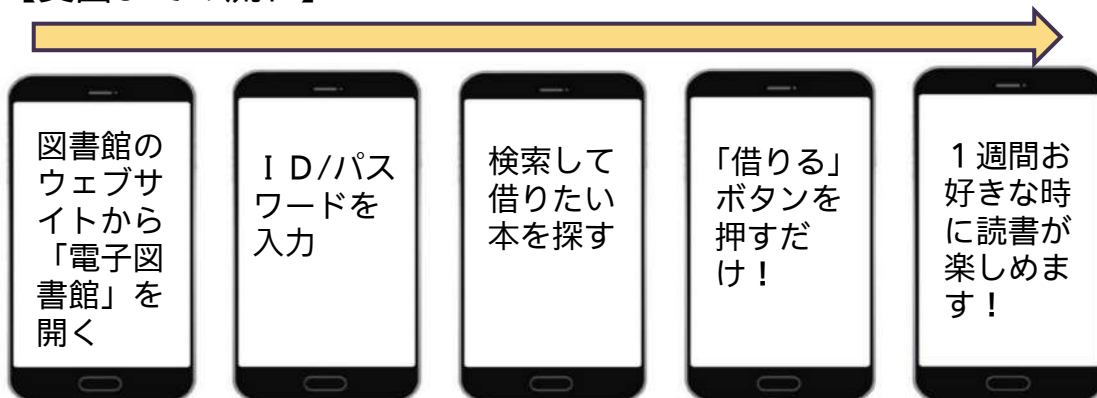 図書館の
ウェブサ
イトから
「電子図
書館」を
開く
ＩＤ/パス
ワードを
入力
検索して
借りたい
本を探す
「借りる」
ボタンを
押すだ
け！
１週間お
好きな時
に読書が
楽しめま
す！